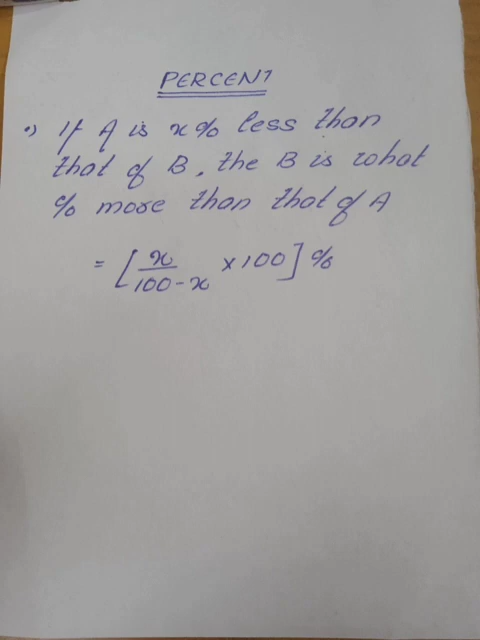 PERCENT
•) If A is x% less than
that of B, the B is what
% more than that of A
= [x/100-x ×100]%